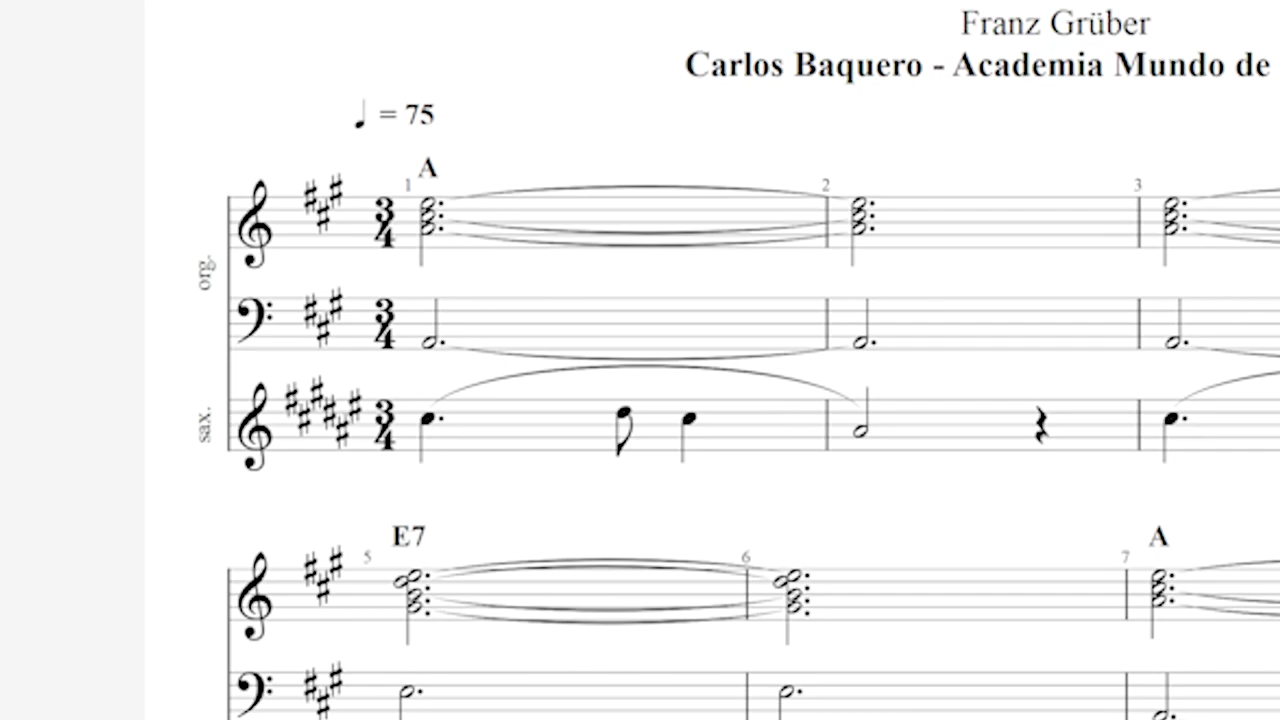 Franz Grüber
Carlos Baquero - Academia Mundo de
= 75
A
1 2 3
3
4
org.
3
4
sax.
3
4
E7 A
5 6 7